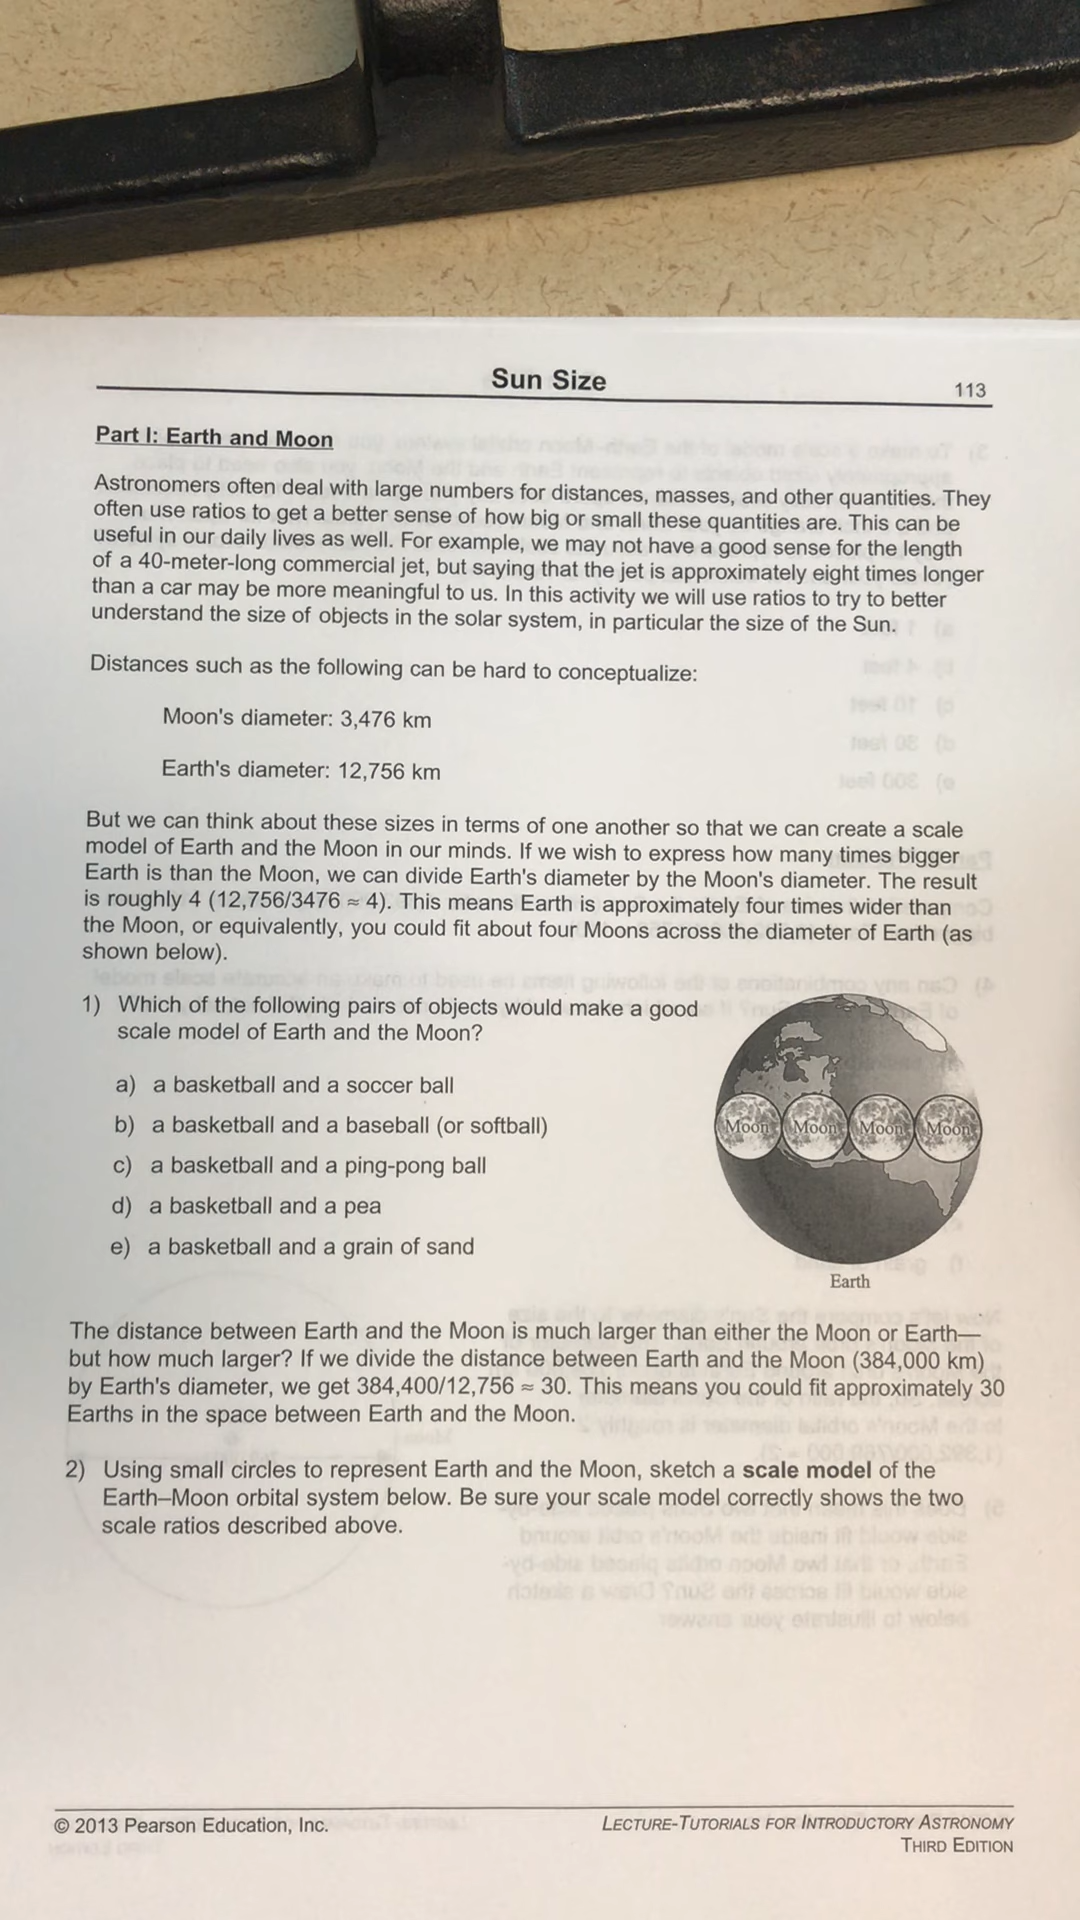 Sun Size
113
Part I: Earth and Moon
Astronomers often deal with large numbers for distances, masses, and other quantities. They
often use ratios to get a better sense of how big or small these quantities are. This can be
useful in our daily lives as well. For example, we may not have a good sense for the length
of a 40-meter-long commercial jet, but saying that the jet is approximately eight times longer
than a car may be more meaningful to us. In this activity we will use ratios to try to better
understand the size of objects in the solar system, in particular the size of the Sun.
Distances such as the following can be hard to conceptualize:
Moon's diameter: 3,476 km
Earth's diameter: 12,756 km
But we can think about these sizes in terms of one another so that we can create a scale
model of Earth and the Moon in our minds. If we wish to express how many times bigger
Earth is than the Moon, we can divide Earth's diameter by the Moon's diameter. The result
is roughly 4 (12,756/3476 ≈ 4). This means Earth is approximately four times wider than
the Moon, or equivalently, you could fit about four Moons across the diameter of Earth (as
shown below).
1) Which of the following pairs of objects would make a good
scale model of Earth and the Moon?
a) a basketball and a soccer ball
b) a basketball and a baseball (or softball)
c) a basketball and a ping-pong ball
d) a basketball and a pea
e) a basketball and a grain of sand
Moon Moon Moon Moon
Earth
The distance between Earth and the Moon is much larger than either the Moon or Earth—
but how much larger? If we divide the distance between Earth and the Moon (384,000 km)
by Earth's diameter, we get 384,400/12,756 ≈ 30. This means you could fit approximately 30
Earths in the space between Earth and the Moon.
2) Using small circles to represent Earth and the Moon, sketch a scale model of the
Earth–Moon orbital system below. Be sure your scale model correctly shows the two
scale ratios described above.
© 2013 Pearson Education, Inc.
LECTURE-TUTORIALS FOR INTRODUCTORY ASTRONOMY
THIRD EDITION